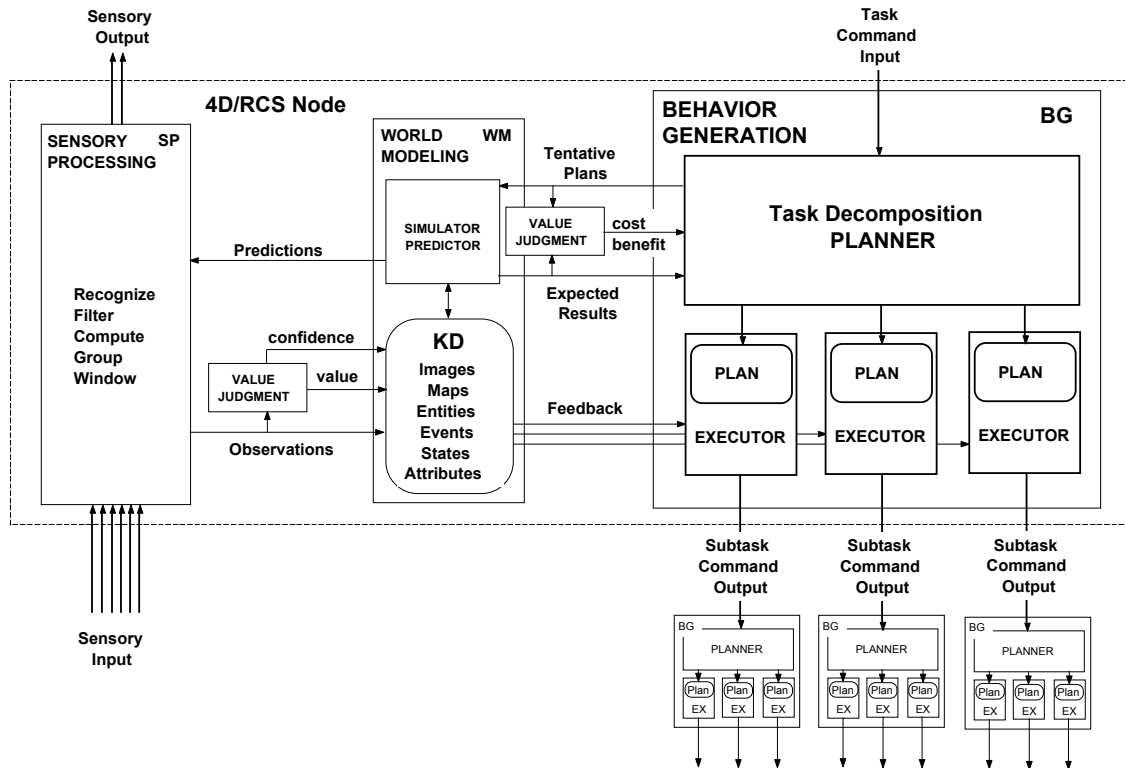 Sensory
Output
Task
Command
Input
4D/RCS Node
SENSORY SP
PROCESSING
Recognize
Filter
Compute
Group
Window
WORLD WM
MODELING
SIMULATOR
PREDICTOR
Predictions
KD
Images
Maps
Entities
Events
States
Attributes
confidence
value
VALUE
JUDGMENT
Observations
Tentative
Plans
VALUE
JUDGMENT
cost
benefit
Expected
Results
Feedback
BEHAVIOR BG
GENERATION
Task Decomposition
PLANNER
PLAN
EXECUTOR
PLAN
EXECUTOR
PLAN
EXECUTOR
Sensory
Input
Subtask
Command
Output
Subtask
Command
Output
Subtask
Command
Output
BG
PLANNER
Plan Plan Plan
EX EX EX
BG
PLANNER
Plan Plan Plan
EX EX EX
BG
PLANNER
Plan Plan Plan
EX EX EX